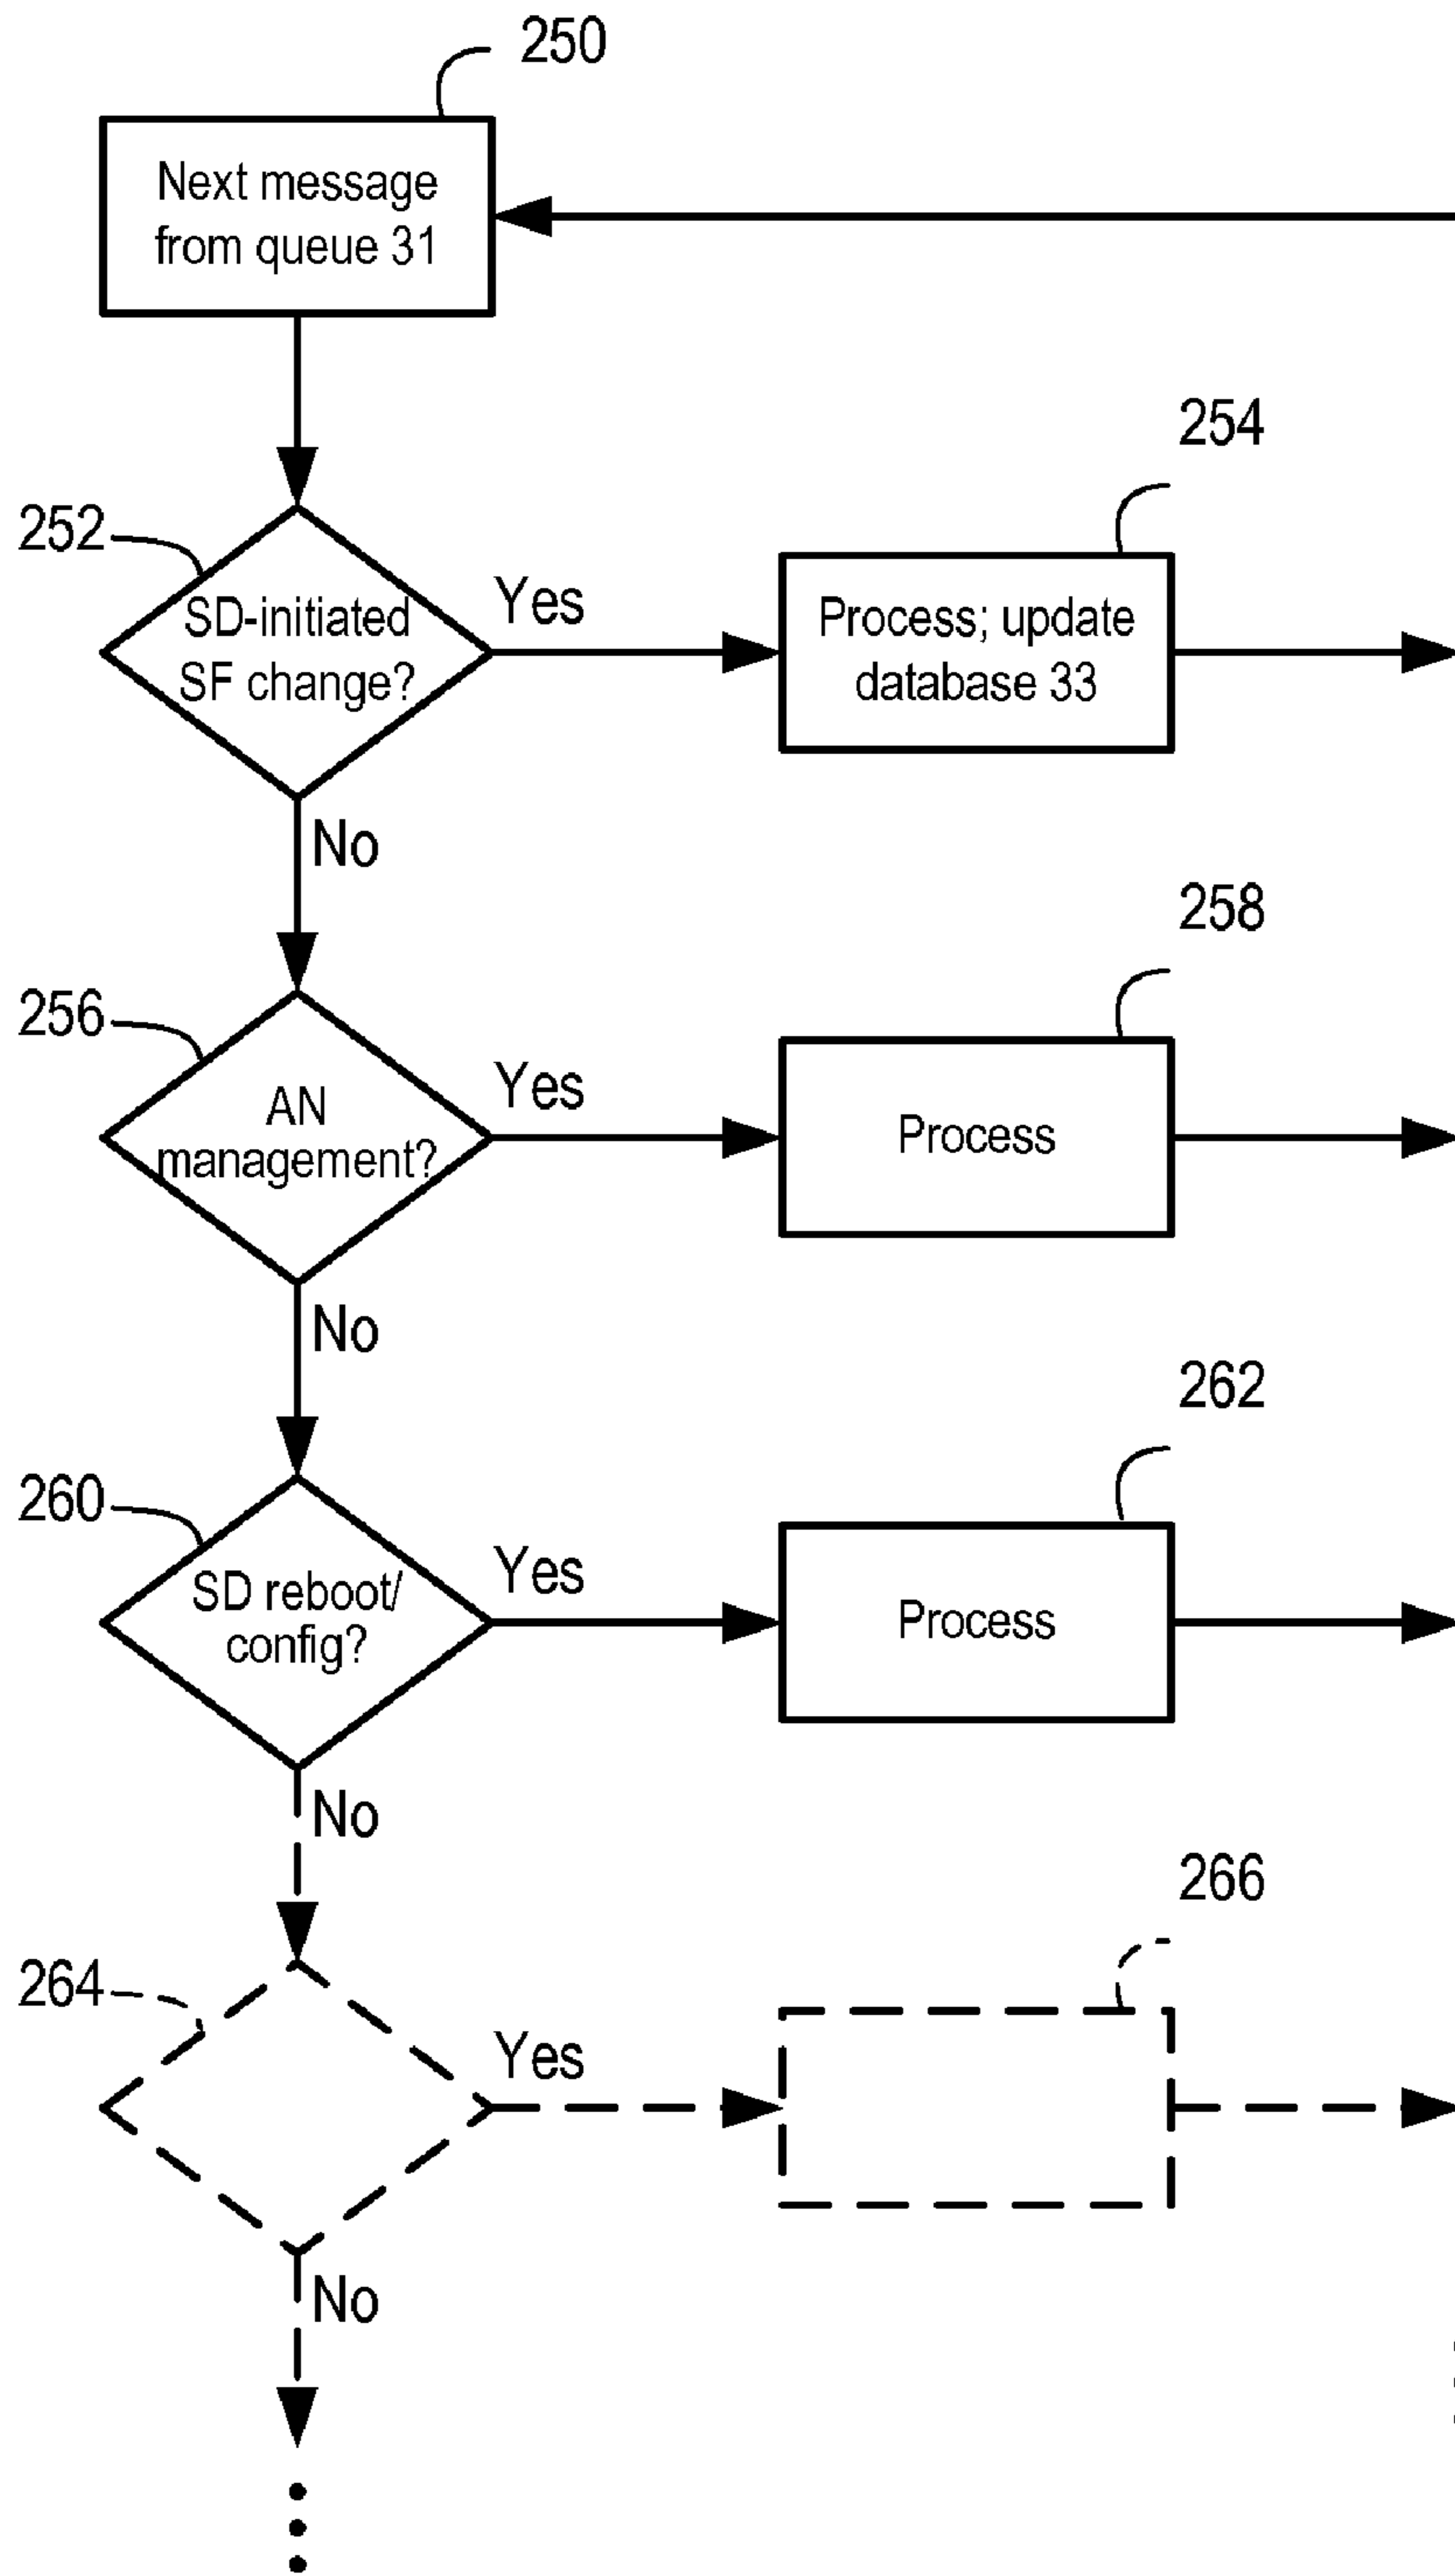 250
Next message
from queue 31
254
252
SD-initiated
SF change?
Yes
Process; update
database 33
No
258
256
AN
management?
Yes
Process
No
262
260
SD reboot/
config?
Yes
Process
No
266
264
Yes
No